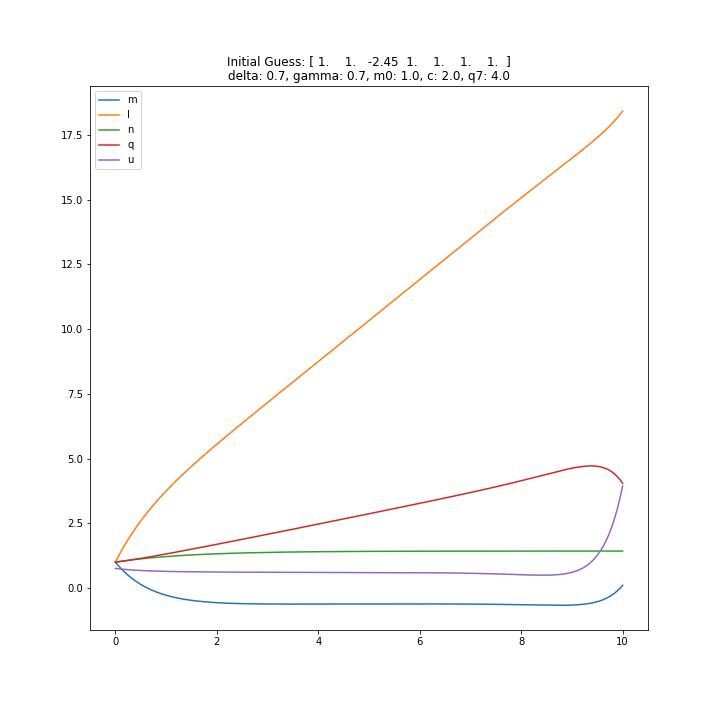 Initial Guess: [ 1. 1. -2.45 1. 1. 1. 1. ]
delta: 0.7, gamma: 0.7, m0: 1.0, c: 2.0, q7: 4.0
m
l
n
q
u
17.5
15.0
12.5
10.0
7.5
5.0
2.5
0.0
0 2 4 6 8 10